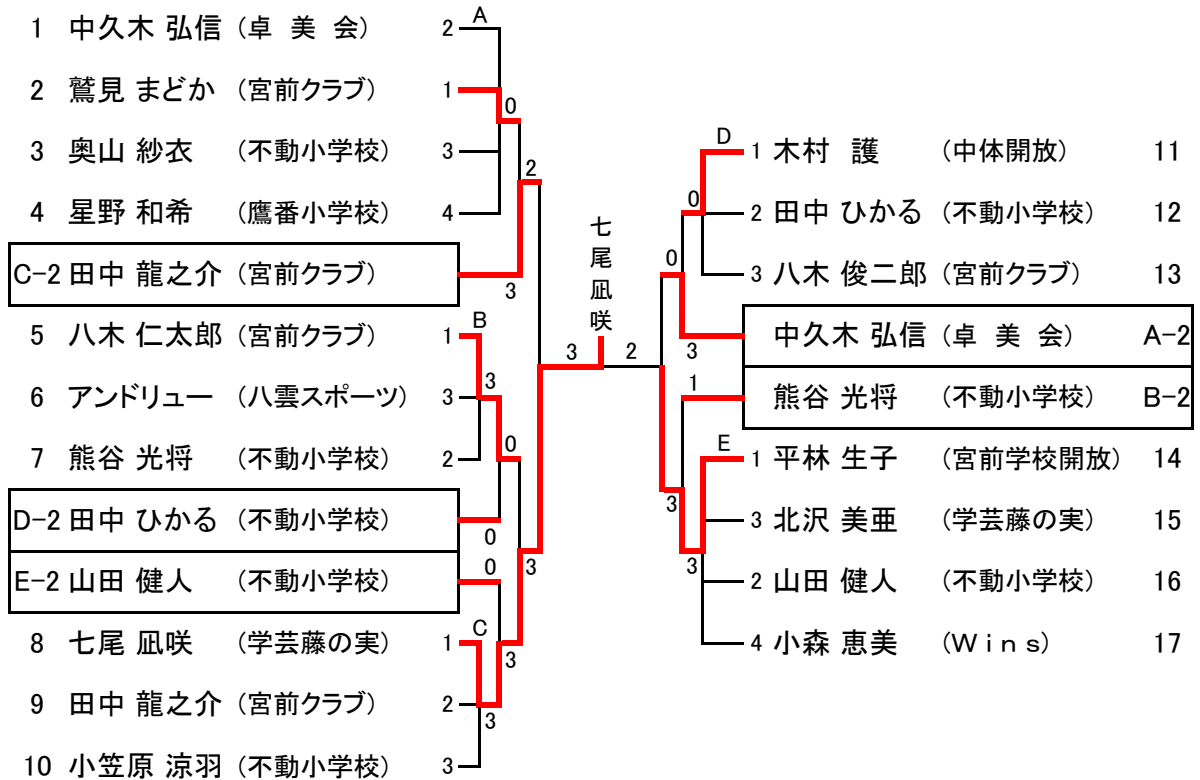 A
1 中久木 弘信 (卓 美 会) 2
2 鷲見 まどか (宮前クラブ) 1
0
3 奥山 紗衣 (不動小学校) 3
2
4 星野 和希 (鷹番小学校) 4
C-2 田中 龍之介 (宮前クラブ)
3
5 八木 仁太郎 (宮前クラブ) 1
B
3
6 アンドリュー (八雲スポーツ) 3
7 熊谷 光将 (不動小学校) 2
0
D-2 田中 ひかる (不動小学校)
0
E-2 山田 健人 (不動小学校)
0
3
8 七尾 凪咲 (学芸藤の実) 1
C
3
9 田中 龍之介 (宮前クラブ) 2
3
10 小笠原 涼羽 (不動小学校) 3
七尾凪咲
3 2
D
1 木村 護 (中体開放) 11
0
2 田中 ひかる (不動小学校) 12
0
3 八木 俊二郎 (宮前クラブ) 13
中久木 弘信 (卓 美 会) A-2
3
1
熊谷 光将 (不動小学校) B-2
E
1 平林 生子 (宮前学校開放) 14
3
3 北沢 美亜 (学芸藤の実) 15
3
2 山田 健人 (不動小学校) 16
4 小森 恵美 (Wins) 17